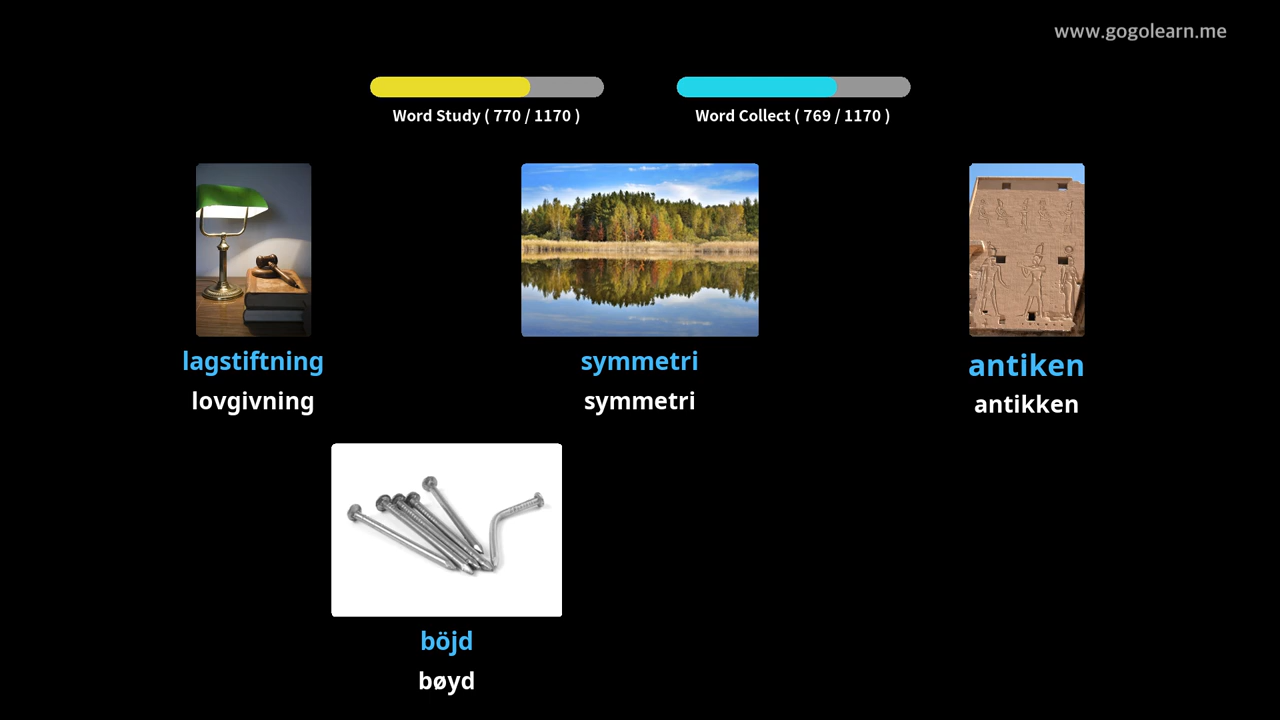 www.gogolearn.me
Word Study ( 770 / 1170 )
Word Collect ( 769 / 1170 )
lagstiftning
lovgivning
symmetri
symmetri
antiken
antikken
böjd
bøyd